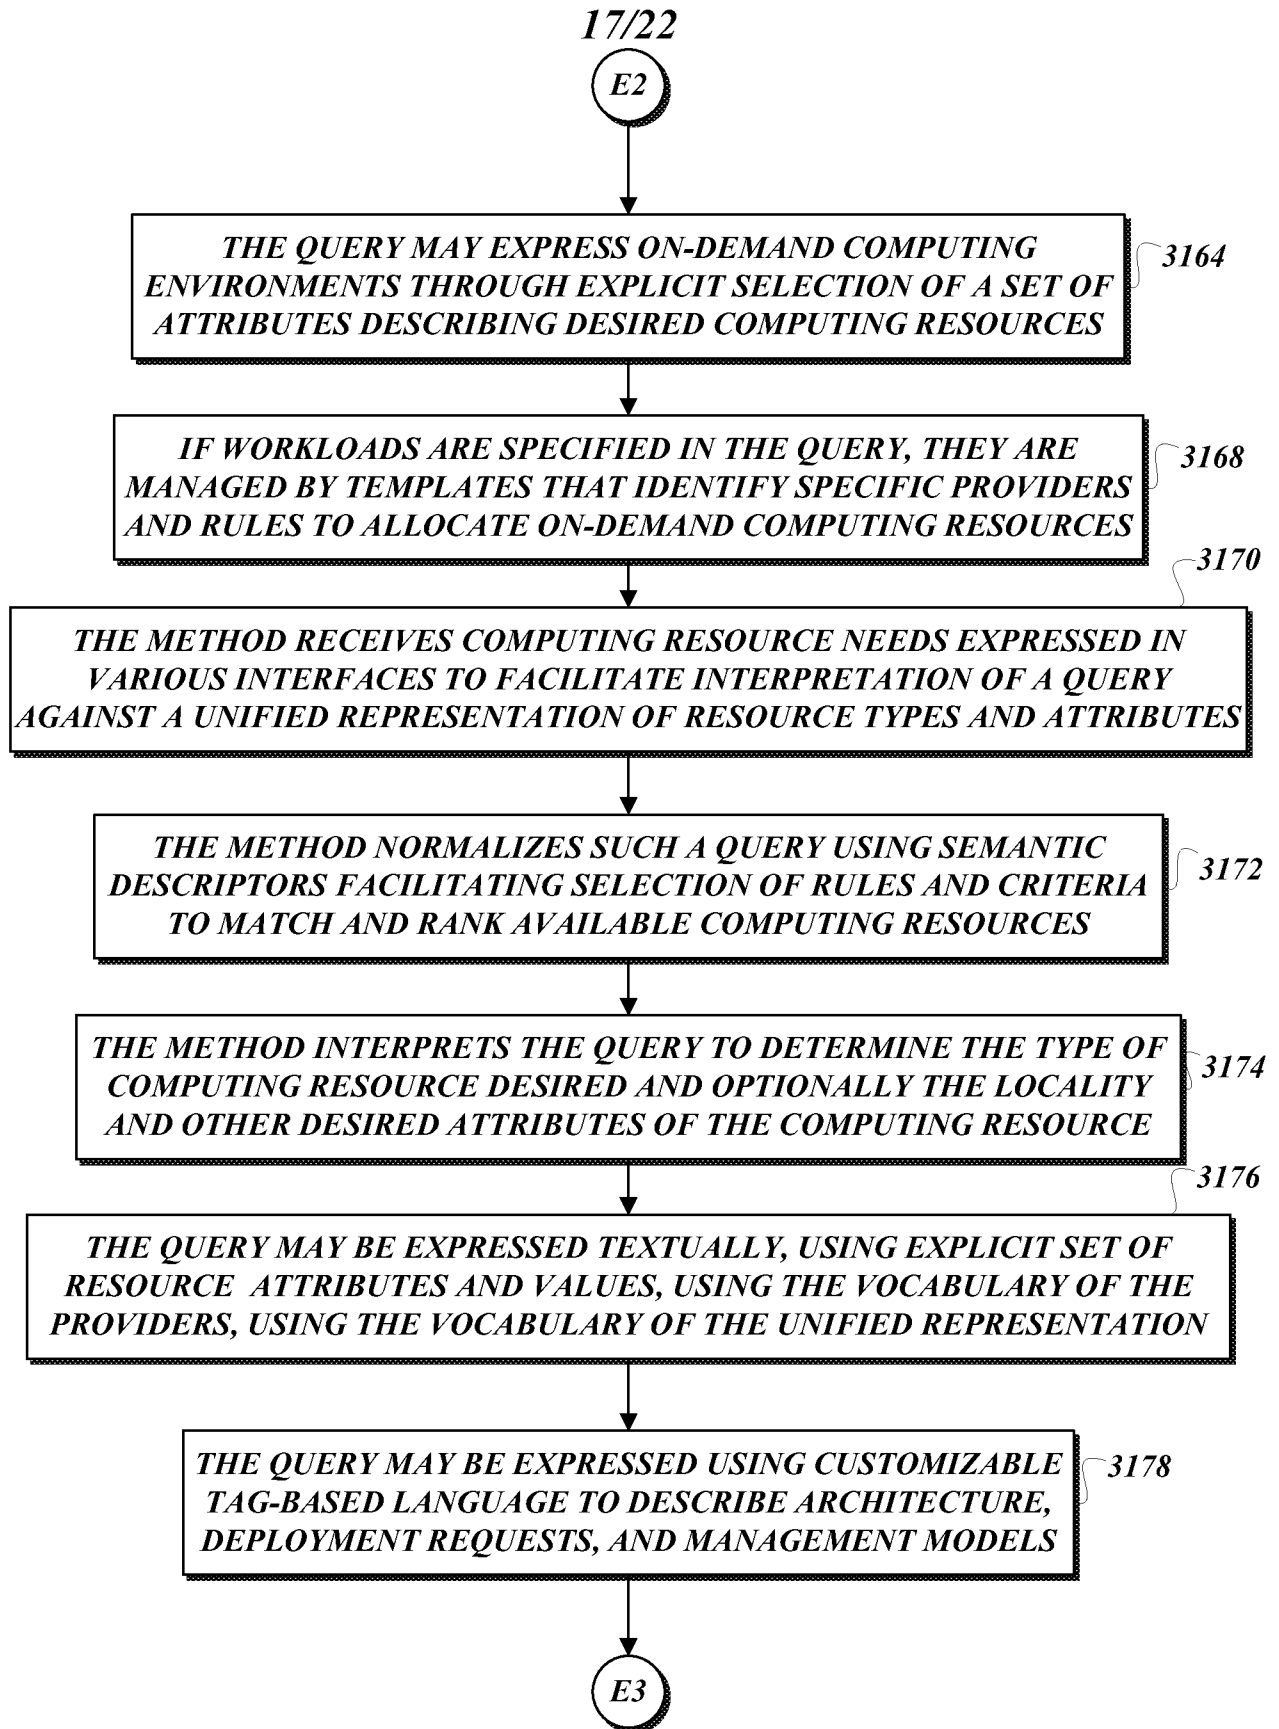 17/22
E2
THE QUERY MAY EXPRESS ON-DEMAND COMPUTING
ENVIRONMENTS THROUGH EXPLICIT SELECTION OF A SET OF
ATTRIBUTES DESCRIBING DESIRED COMPUTING RESOURCES
3164
IF WORKLOADS ARE SPECIFIED IN THE QUERY, THEY ARE
MANAGED BY TEMPLATES THAT IDENTIFY SPECIFIC PROVIDERS
AND RULES TO ALLOCATE ON-DEMAND COMPUTING RESOURCES
3168
3170
THE METHOD RECEIVES COMPUTING RESOURCE NEEDS EXPRESSED IN
VARIOUS INTERFACES TO FACILITATE INTERPRETATION OF A QUERY
AGAINST A UNIFIED REPRESENTATION OF RESOURCE TYPES AND ATTRIBUTES
THE METHOD NORMALIZES SUCH A QUERY USING SEMANTIC
DESCRIPTORS FACILITATING SELECTION OF RULES AND CRITERIA
TO MATCH AND RANK AVAILABLE COMPUTING RESOURCES
3172
THE METHOD INTERPRETS THE QUERY TO DETERMINE THE TYPE OF
COMPUTING RESOURCE DESIRED AND OPTIONALLY THE LOCALITY
AND OTHER DESIRED ATTRIBUTES OF THE COMPUTING RESOURCE
3174
3176
THE QUERY MAY BE EXPRESSED TEXTUALLY, USING EXPLICIT SET OF
RESOURCE ATTRIBUTES AND VALUES, USING THE VOCABULARY OF THE
PROVIDERS, USING THE VOCABULARY OF THE UNIFIED REPRESENTATION
THE QUERY MAY BE EXPRESSED USING CUSTOMIZABLE
TAG-BASED LANGUAGE TO DESCRIBE ARCHITECTURE,
DEPLOYMENT REQUESTS, AND MANAGEMENT MODELS
3178
E3